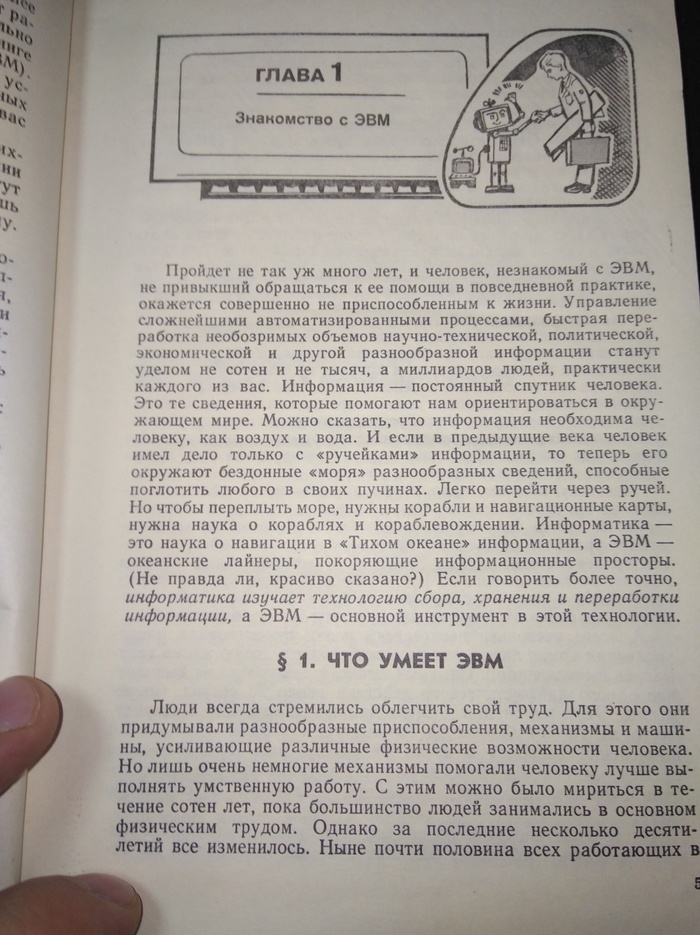 ГЛАВА 1
Знакомство с ЭВМ
Пройдет не так уж много лет, и человек, незнакомый с ЭВМ,
не привыкший обращаться к ее помощи в повседневной практике,
окажется совершенно не приспособленным к жизни. Управление
сложнейшими автоматизированными процессами, быстрая пере-
работка необозримых объемов научно-технической, политической,
экономической и другой разнообразной информации станут
уделом не сотен и не тысяч, а миллиардов людей, практически
каждого из вас. Информация — постоянный спутник человека.
Это те сведения, которые помогают нам ориентироваться в окру-
жающем мире. Можно сказать, что информация необходима че-
ловеку, как воздух и вода. И если в предыдущие века человек
имел дело только с «ручейками» информации, то теперь его
окружают бездонные «моря» разнообразных сведений, способные
поглотить любого в своих пучинах. Легко перейти через ручей.
Но чтобы переплыть море, нужны корабли и навигационные карты,
нужна наука о кораблях и кораблевождении. Информатика —
это наука о навигации в «Тихом океане» информации, а ЭВМ —
океанские лайнеры, покоряющие информационные просторы.
(Не правда ли, красиво сказано?) Если говорить более точно,
информатика изучает технологию сбора, хранения и переработки
информации, а ЭВМ — основной инструмент в этой технологии.
§ 1. ЧТО УМЕЕТ ЭВМ
Люди всегда стремились облегчить свой труд. Для этого они
придумывали разнообразные приспособления, механизмы и маши-
ны, усиливающие различные физические возможности человека.
Но лишь очень немногие механизмы помогали человеку лучше вы-
полнять умственную работу. С этим можно было мириться в те-
чение сотен лет, пока большинство людей занимались в основном
физическим трудом. Однако за последние несколько десяти-
летий все изменилось. Ныне почти половина всех работающих в
5